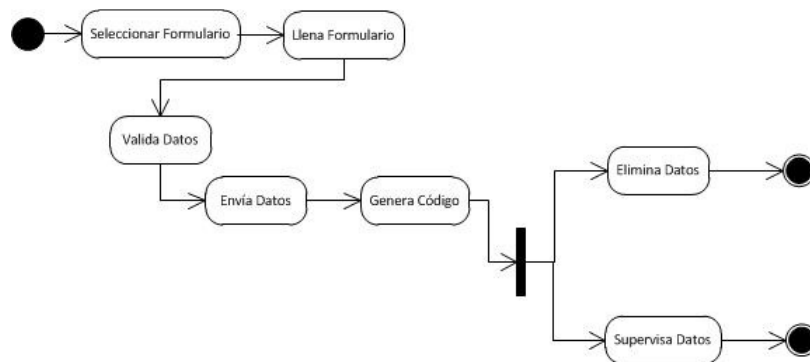 Seleccionar Formulario
Llena Formulario
Valida Datos
Envía Datos
Genera Código
Elimina Datos
Supervisa Datos